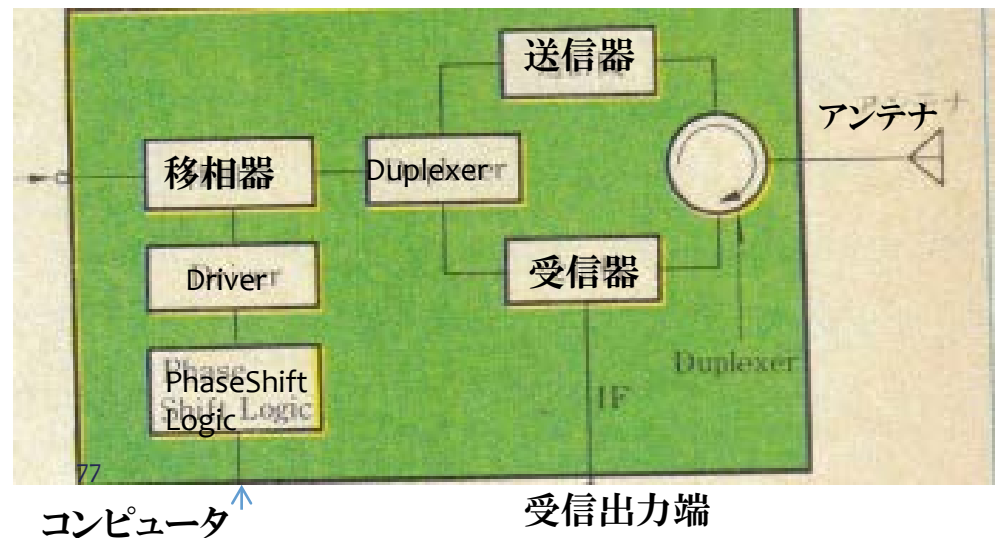 送信器
アンテナ
移相器
Duplexer
Driver
受信器
PhaseShift
Logic
Duplexer
IF
77
コンピュータ
受信出力端